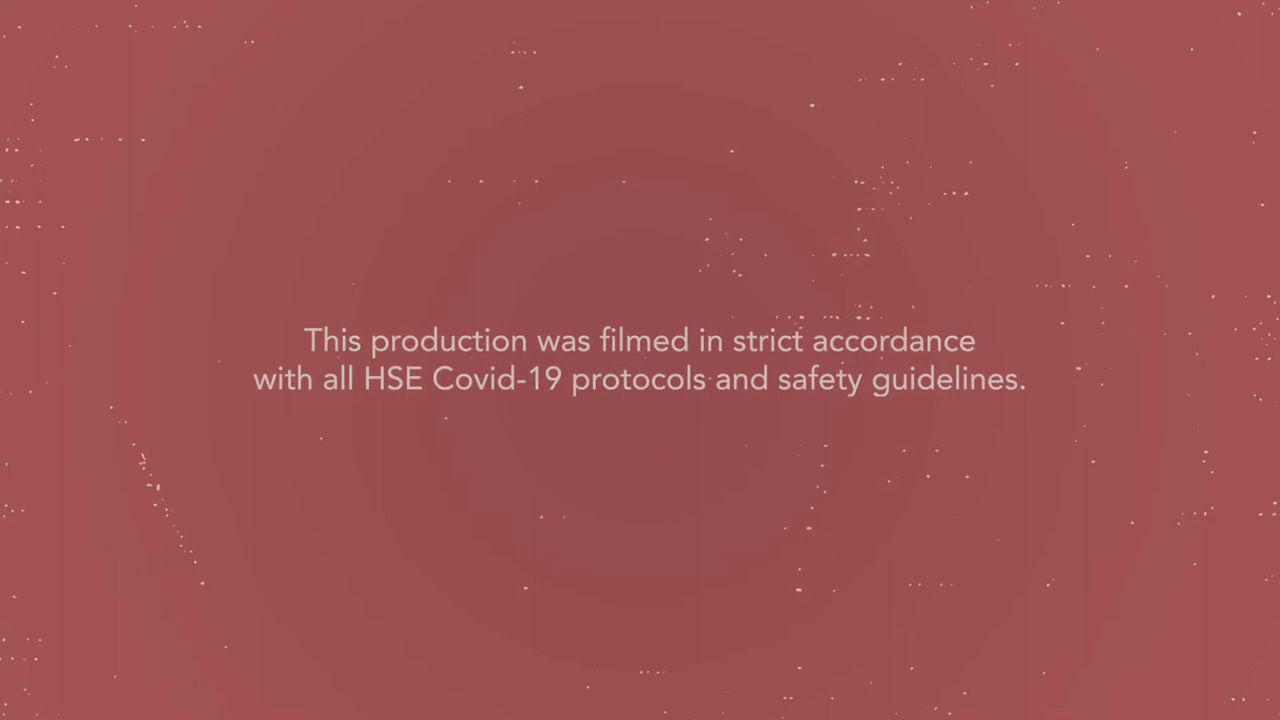 This production was filmed in strict accordance
with all HSE Covid-19 protocols and safety guidelines.